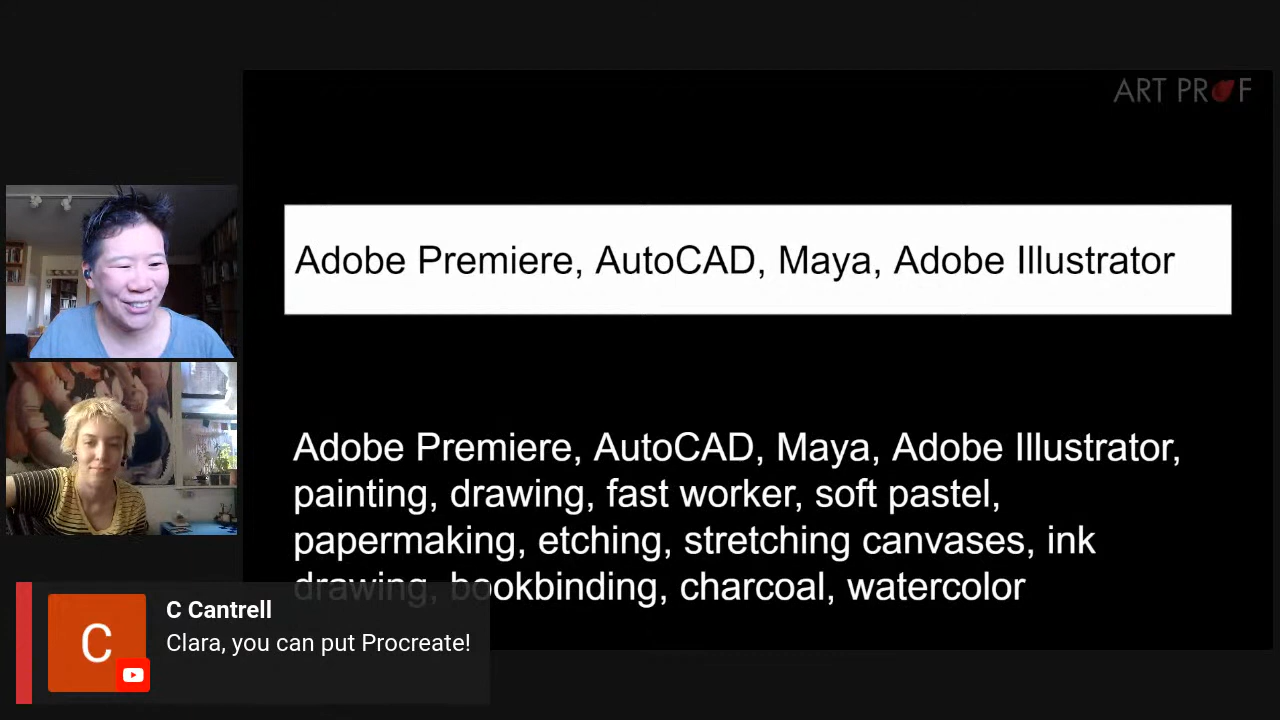 ART PROF
Adobe Premiere, AutoCAD, Maya, Adobe Illustrator
Adobe Premiere, AutoCAD, Maya, Adobe Illustrator,
painting, drawing, fast worker, soft pastel,
papermaking, etching, stretching canvases, ink
drawing, bookbinding, charcoal, watercolor
C
C Cantrell
Clara, you can put Procreate!